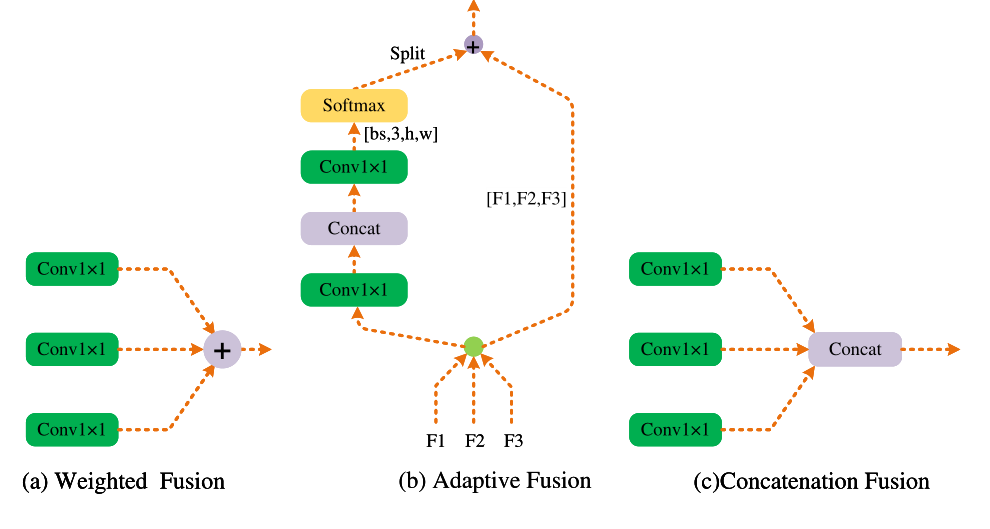 Conv1×1
Conv1×1
+
Conv1×1
(a) Weighted Fusion
+
Split
Softmax
[bs,3,h,w]
Conv1×1
[F1,F2,F3]
Concat
Conv1×1
F1 F2 F3
(b) Adaptive Fusion
Conv1×1
Conv1×1
Concat
Conv1×1
(c)Concatenation Fusion